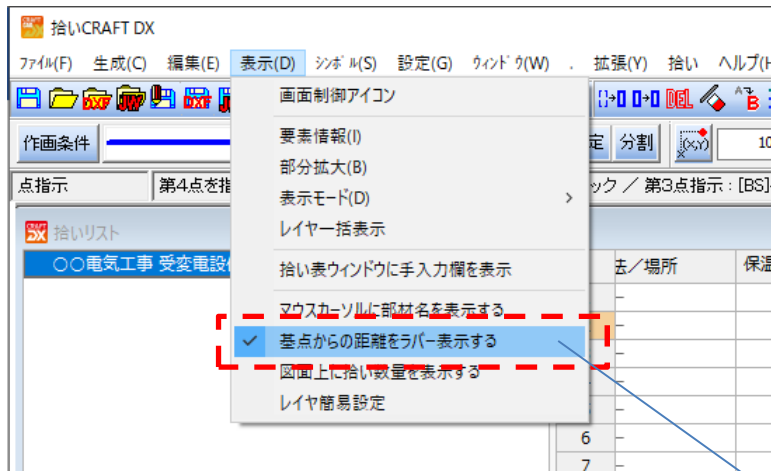 拾いCRAFT DX
ファイル(F) 生成(C) 編集(E) 表示(D) シンボル(S) 設定(G) ウィンドウ(W) . 拡張(Y) 拾い ヘルプ(H
DXF JW DXF DEL A B
作画条件 定 分割 (x,y) 10
点指示 第4点を指 ック / 第3点指示 : [BS]
拾いリスト
○○電気工事 受変電設
画面制御アイコン
要素情報(I)
部分拡大(B)
表示モード(D)
レイヤー括表示
拾い表ウィンドウに手入力欄を表示
マウスカーソルに部材名を表示する
基点からの距離をラバー表示する
図面上に拾い数量を表示する
レイヤ簡易設定
法/場所 保温
6
7